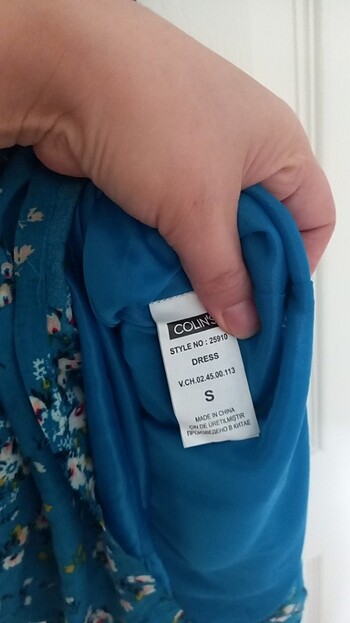 COLIN'S
STYLE NO : 25910
DRESS
V.CH.02.45.00.113
S
MADE IN CHINA
ÇİN DE ÜRETİLMİŞTİR
ПРОИЗВЕДЕНО В КИТАЕ